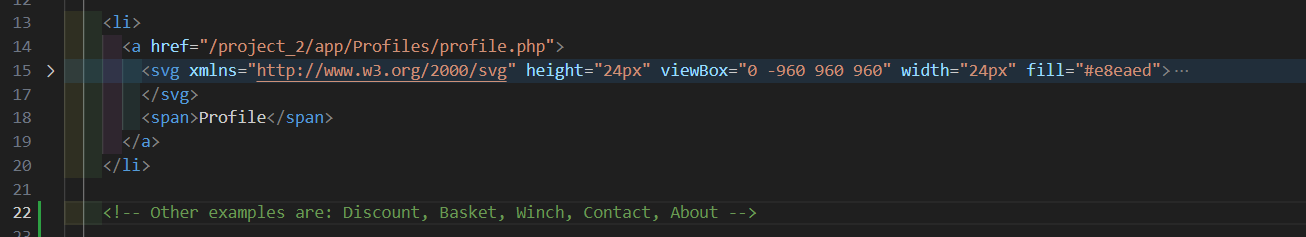 12
13 <li>
14 <a href="/project_2/app/Profiles/profile.php">
15 > <svg xmlns="http://www.w3.org/2000/svg" height="24px" viewBox="0 -960 960 960" width="24px" fill="#e8eaed">…
17 </svg>
18 <span>Profile</span>
19 </a>
20 </li>
21
22 <!-- Other examples are: Discount, Basket, Winch, Contact, About -->
23